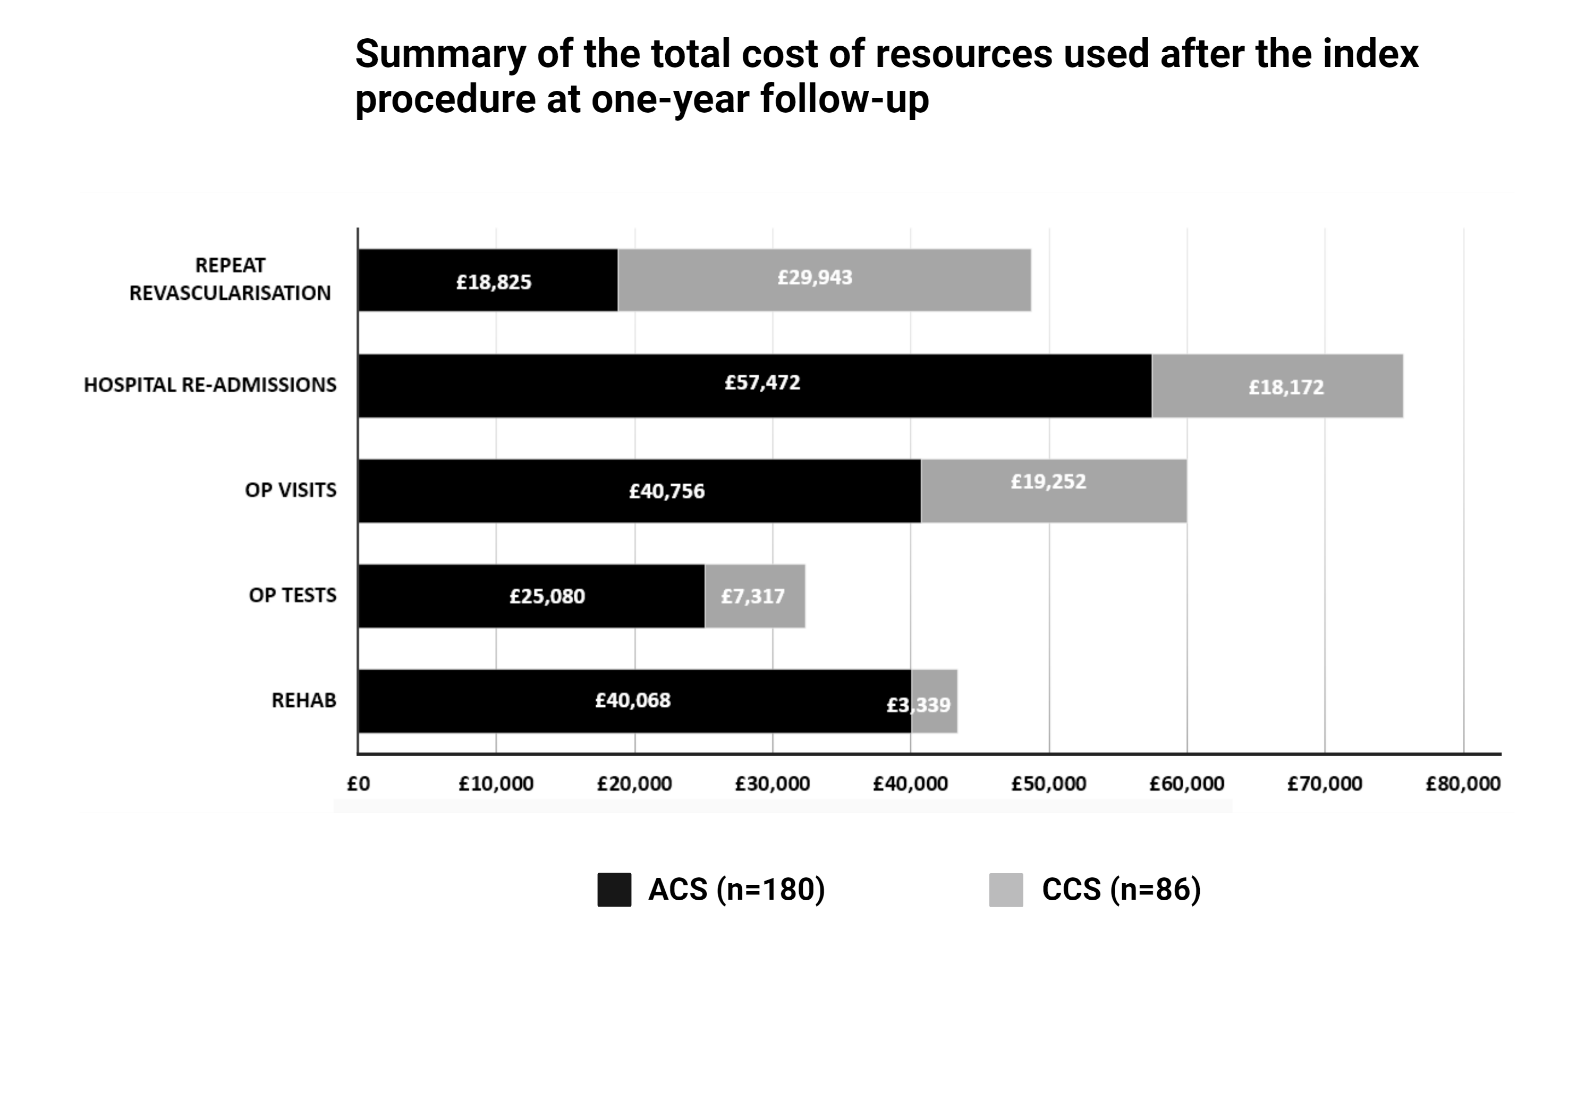 Summary of the total cost of resources used after the index
procedure at one-year follow-up
REPEAT
REVASCULARISATION
£18,825
£29,943
HOSPITAL RE-ADMISSIONS
£57,472
£18,172
OP VISITS
£40,756
£19,252
OP TESTS
£25,080
£7,317
REHAB
£40,068
£3,339
£0 £10,000 £20,000 £30,000 £40,000 £50,000 £60,000 £70,000 £80,000
ACS (n=180) CCS (n=86)